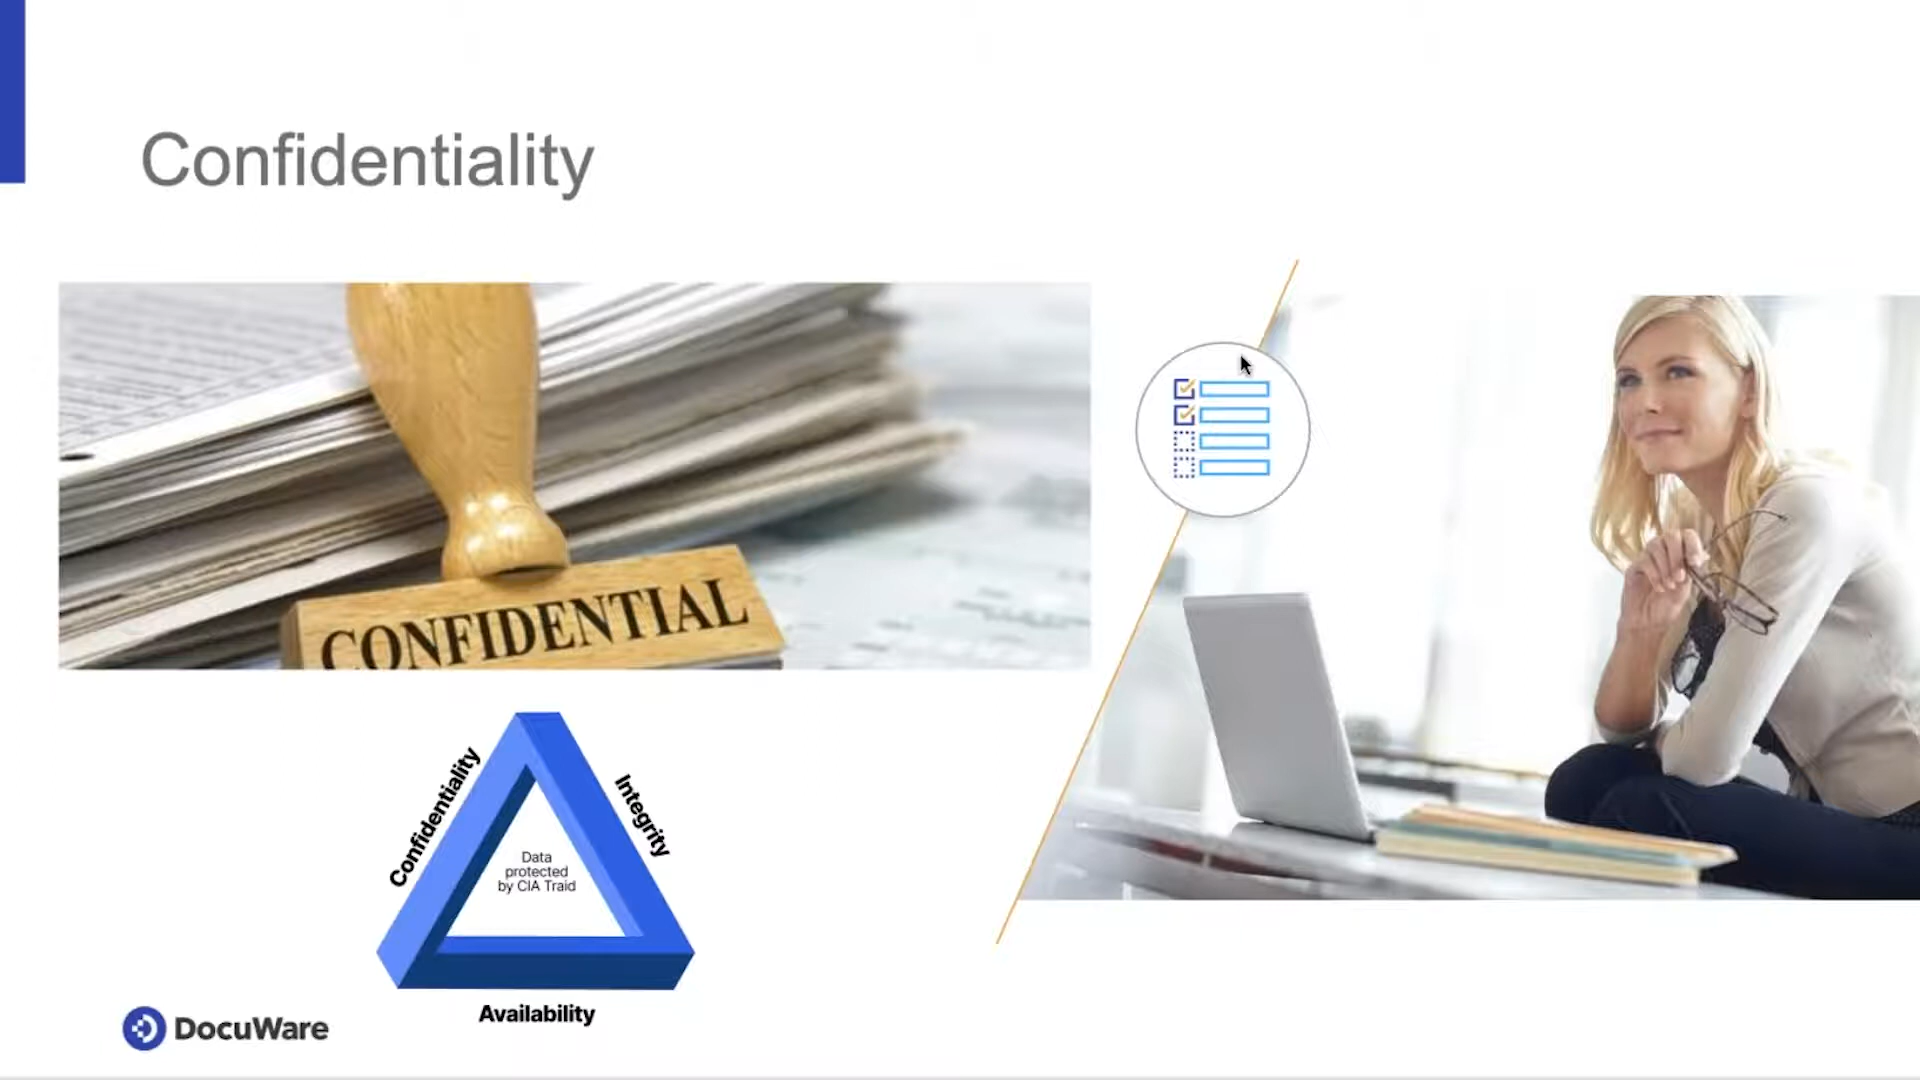 Confidentiality
CONFIDENTIAL
Confidentiality
Integrity
Data
protected
by CIA Traid
Availability
DocuWare